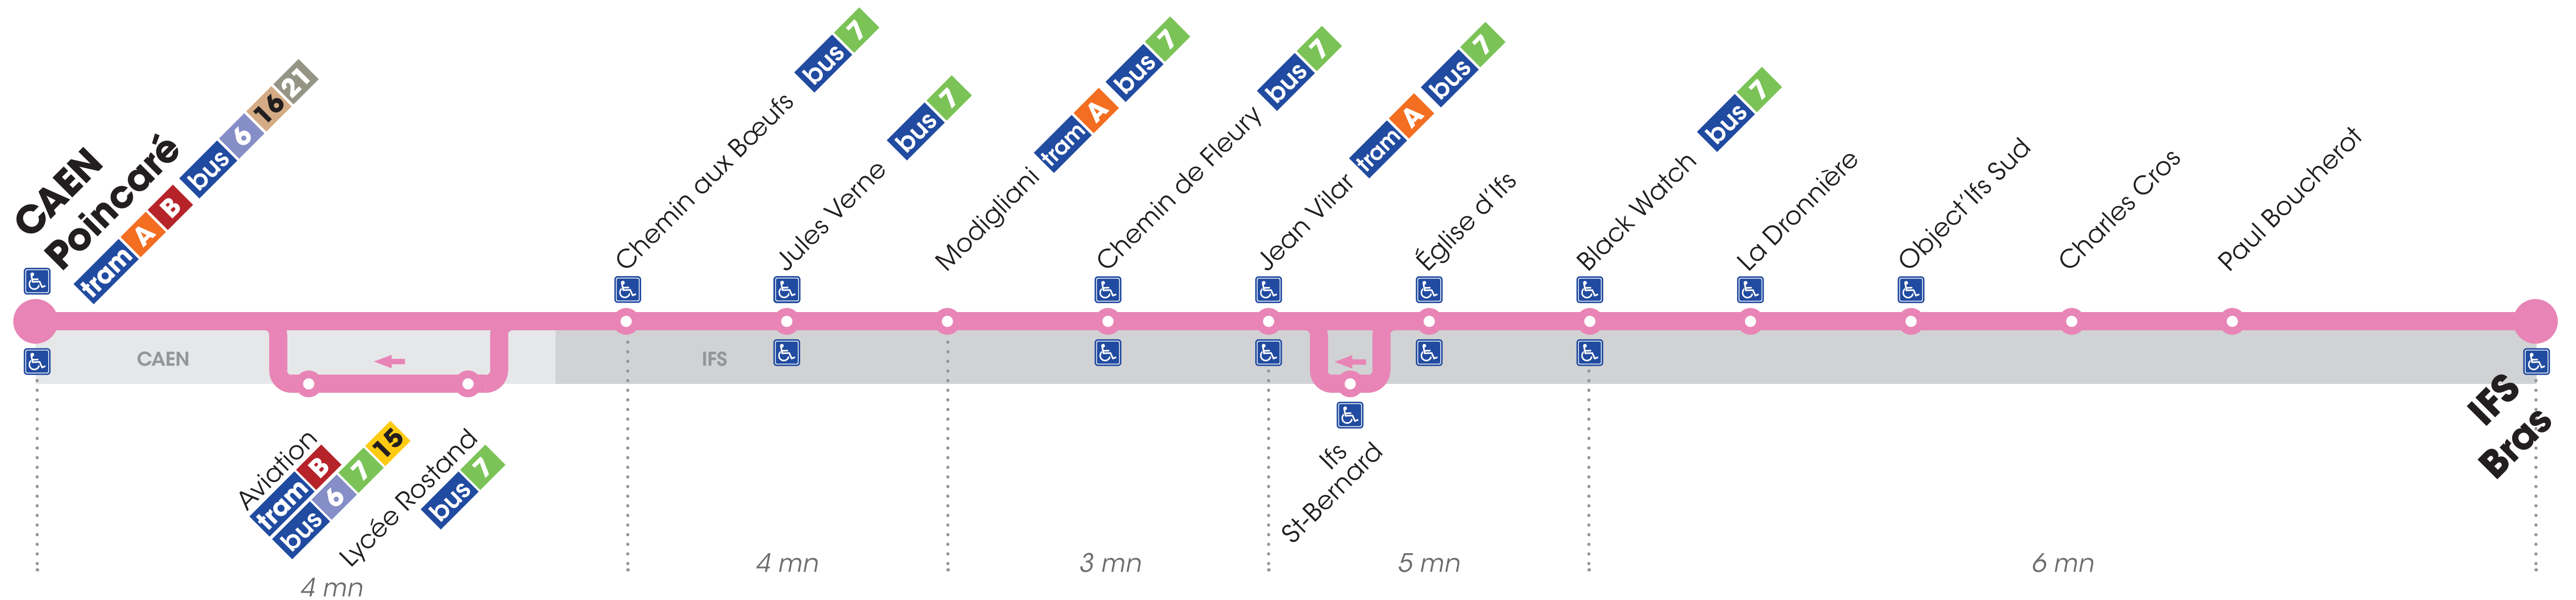 CAEN
Poincaré
tram A B bus 6 16 21
Chemin aux Bœufs bus 7
Jules Verne bus 7
Modigliani tram A bus 7
Chemin de Fleury bus 7
Jean Vilar tram A bus 7
Église d'Ifs
Black Watch bus 7
La Dronnière
Object'Ifs Sud
Charles Cros
Paul Boucherot
CAEN
IFS
IFS
Bras
Aviation
tram B
bus 6 7 15
Lycée Rostand
bus 7
Ifs
St-Bernard
4 mn
4 mn
3 mn
5 mn
6 mn